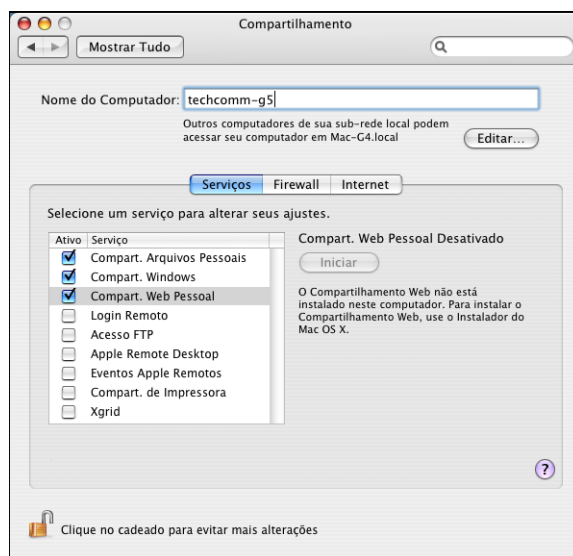 Compartilhamento
Mostrar Tudo
Nome do Computador: techcomm-g5
Outros computadores de sua sub-rede local podem
acessar seu computador em Mac-G4.local
Editar...
Serviços Firewall Internet
Selecione um serviço para alterar seus ajustes.
Ativo Serviço
Compart. Arquivos Pessoais
Compart. Windows
Compart. Web Pessoal
Login Remoto
Acesso FTP
Apple Remote Desktop
Eventos Apple Remotos
Compart. de Impressora
Xgrid
Compart. Web Pessoal Desativado
Iniciar
O Compartilhamento Web não está
instalado neste computador. Para instalar o
Compartilhamento Web, use o Instalador do
Mac OS X.
?
Clique no cadeado para evitar mais alterações